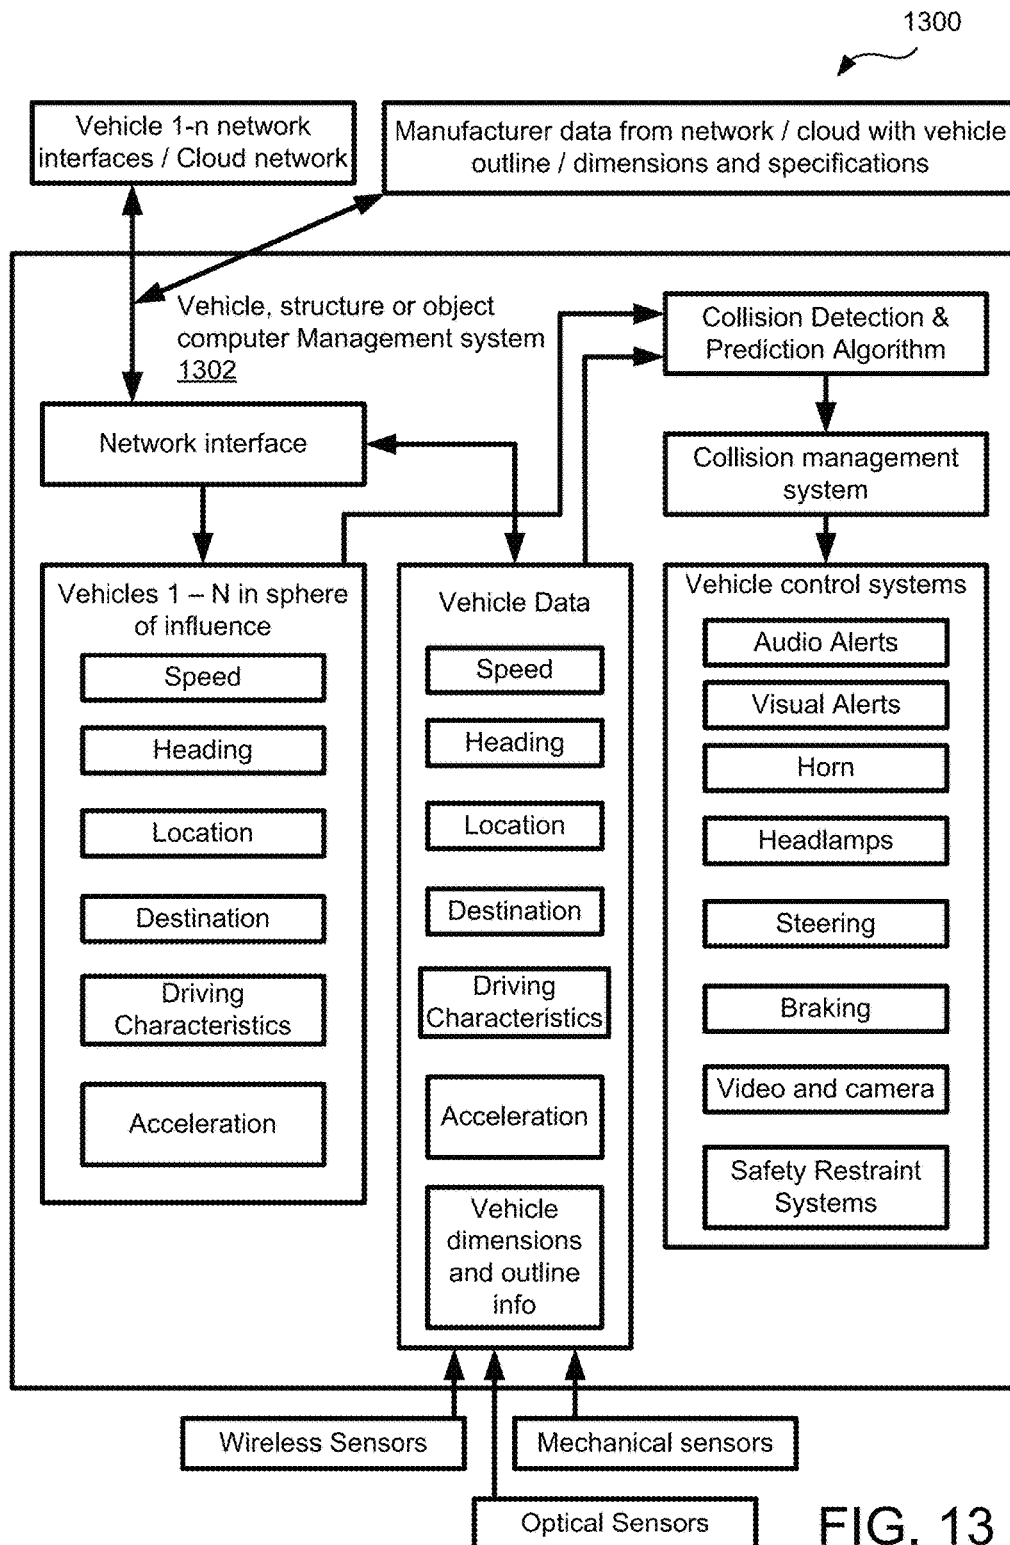 1300
Vehicle 1-n network
interfaces / Cloud network
Manufacturer data from network / cloud with vehicle
outline / dimensions and specifications
Vehicle, structure or object
computer Management system
1302
Collision Detection &
Prediction Algorithm
Network interface
Collision management
system
Vehicles 1 – N in sphere
of influence
Speed
Heading
Location
Destination
Driving
Characteristics
Acceleration
Vehicle Data
Speed
Heading
Location
Destination
Driving
Characteristics
Acceleration
Vehicle
dimensions
and outline
info
Vehicle control systems
Audio Alerts
Visual Alerts
Horn
Headlamps
Steering
Braking
Video and camera
Safety Restraint
Systems
Wireless Sensors
Mechanical sensors
Optical Sensors
FIG. 13